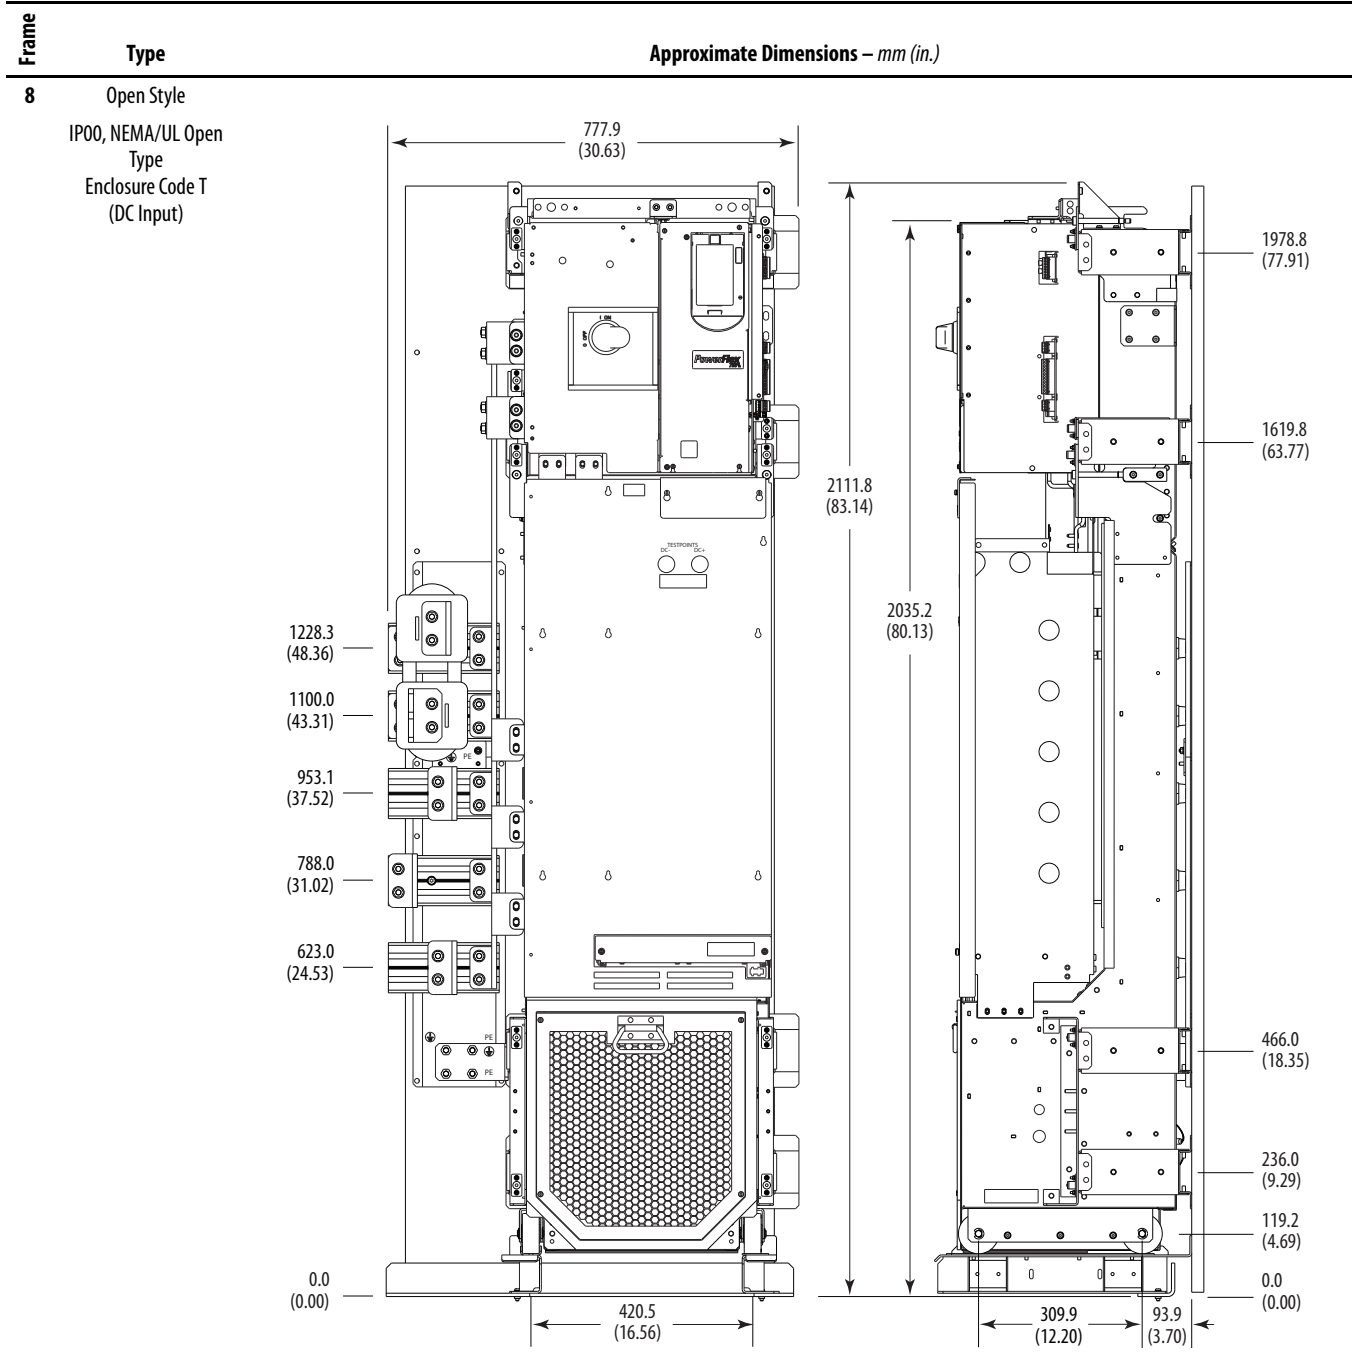 Frame
Type
Approximate Dimensions – mm (in.)
8
Open Style
IP00, NEMA/UL Open
Type
Enclosure Code T
(DC Input)
777.9
(30.63)
1978.8
(77.91)
I ON
O OFF
PowerFlex
1619.8
(63.77)
2111.8
(83.14)
TESTPOINTS
DC- DC+
2035.2
(80.13)
1228.3
(48.36)
1100.0
(43.31)
PE
953.1
(37.52)
788.0
(31.02)
623.0
(24.53)
PE
PE
466.0
(18.35)
236.0
(9.29)
119.2
(4.69)
0.0
(0.00)
0.0
(0.00)
420.5
(16.56)
309.9
(12.20)
93.9
(3.70)